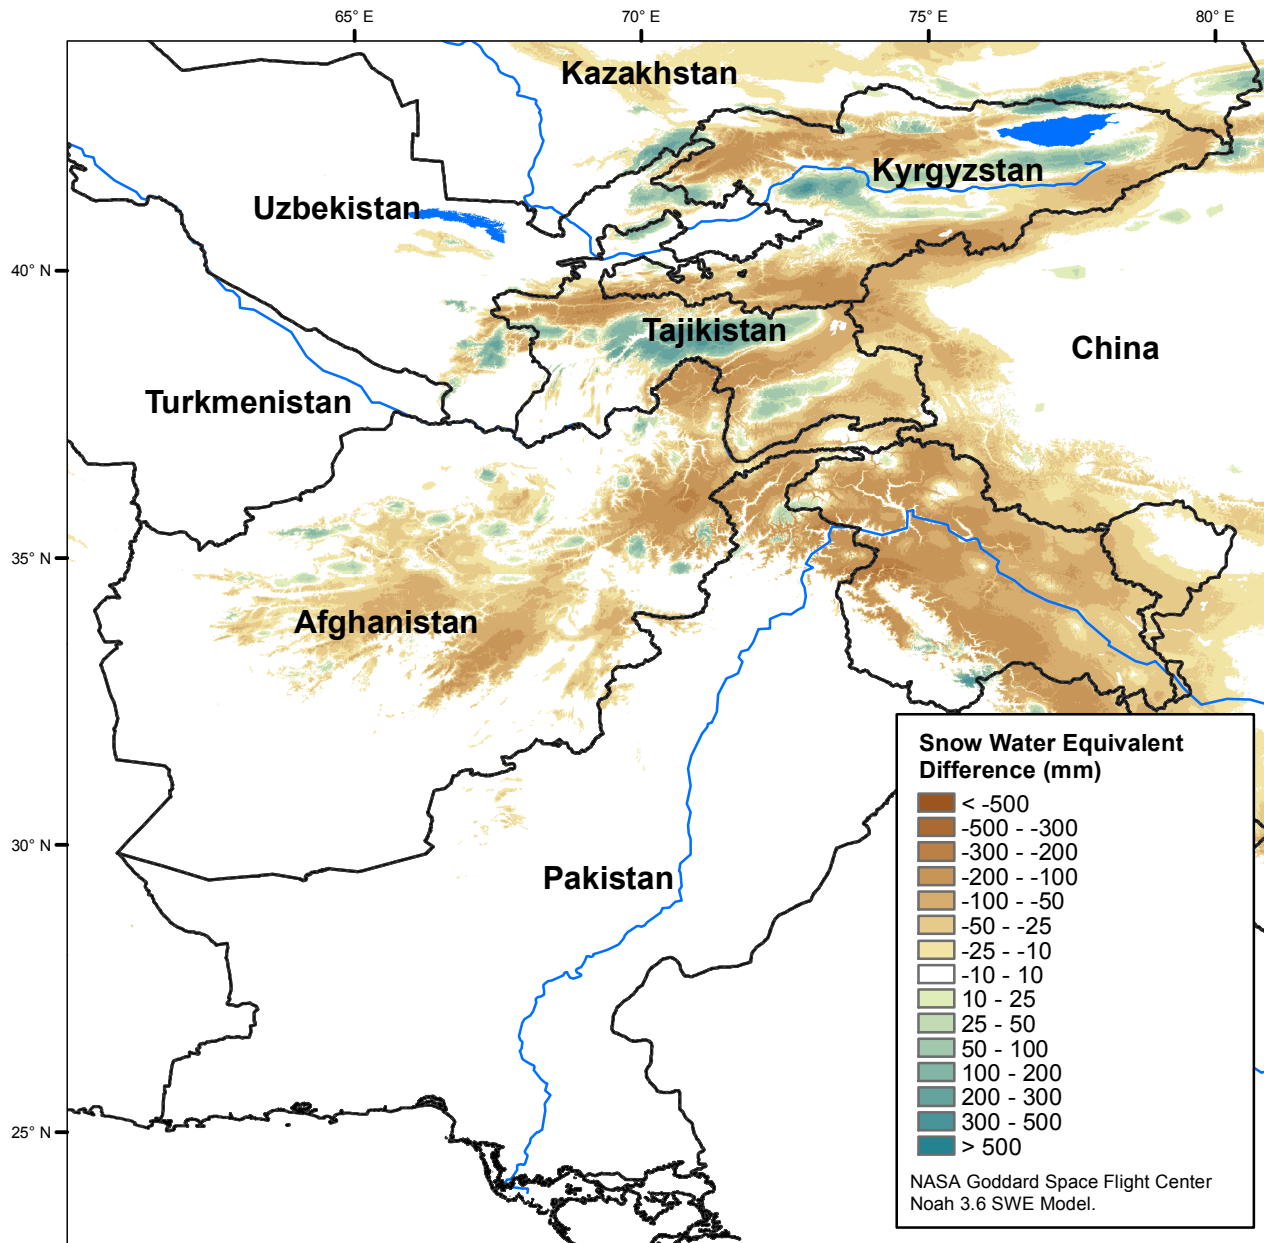 65° E
70° E
75° E
80° E
Kazakhstan
Kyrgyzstan
Uzbekistan
40° N
Tajikistan
China
Turkmenistan
35° N
Afghanistan
Snow Water Equivalent
Difference (mm)
< -500
-500 - -300
-300 - -200
-200 - -100
-100 - -50
-50 - -25
-25 - -10
-10 - 10
10 - 25
25 - 50
50 - 100
100 - 200
200 - 300
300 - 500
> 500
30° N
Pakistan
25° N
NASA Goddard Space Flight Center
Noah 3.6 SWE Model.